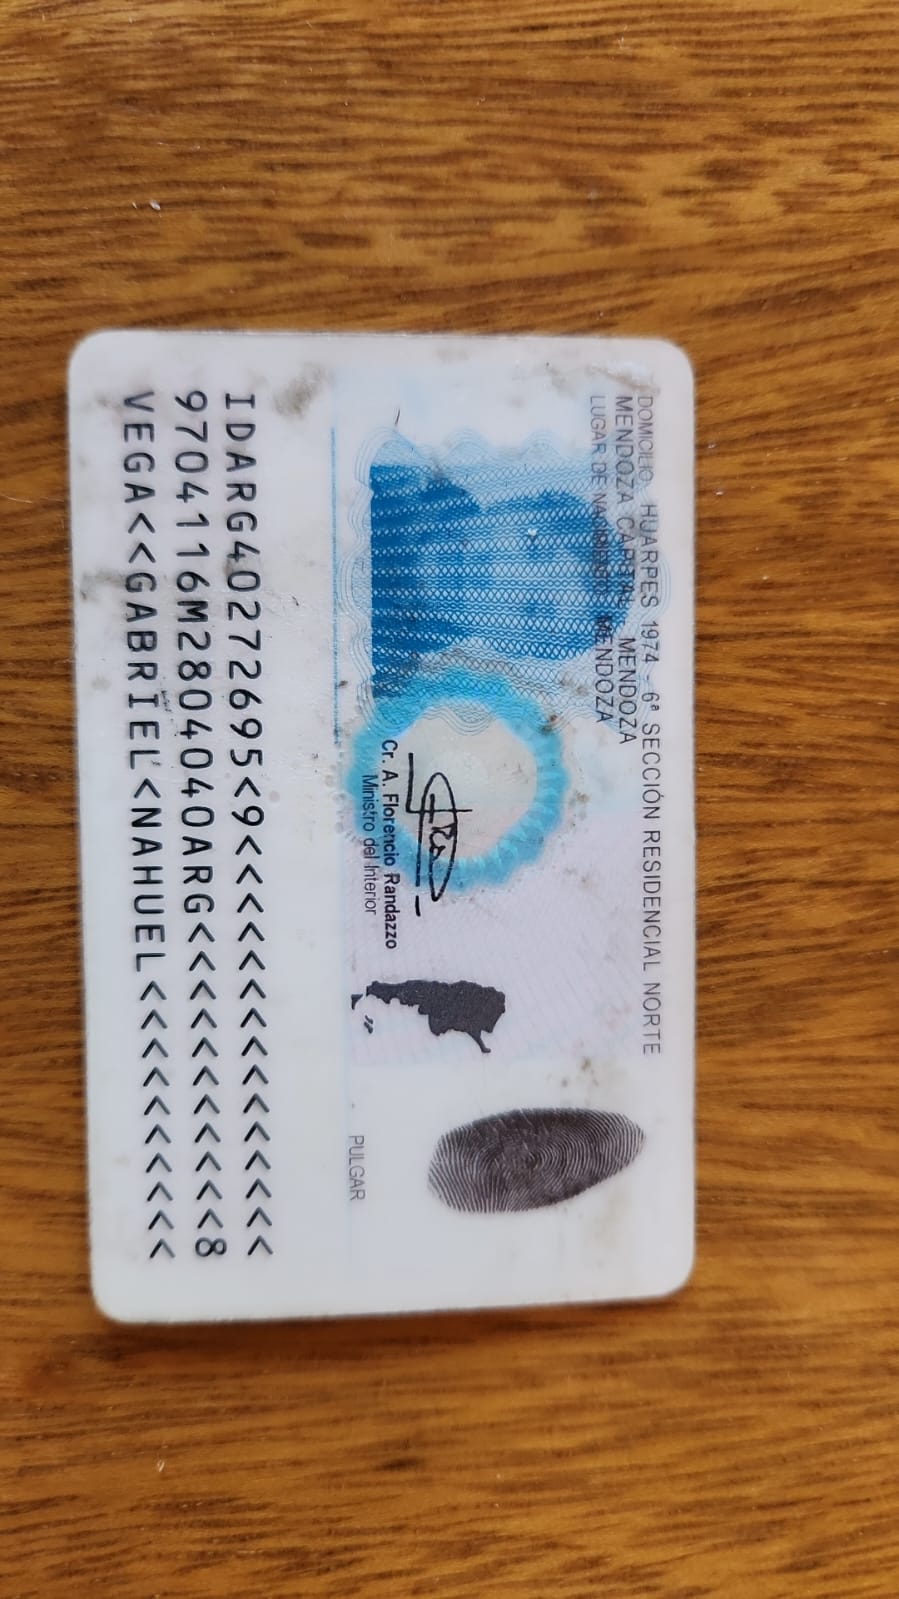 DOMICILIO: HUARPES 1974 - 6ª SECCIÓN RESIDENCIAL NORTE
MENDOZA CAPITAL MENDOZA
LUGAR DE NACIMIENTO: MENDOZA
Cr. A. Florencio Randazzo
Ministro del Interior
PULGAR
IDARG40272695<9<<<<<<<<<<<<<<<
9704116M2804040ARG<<<<<<<<<<<8
VEGA<<GABRIEL<NAHUEL<<<<<<<<<<